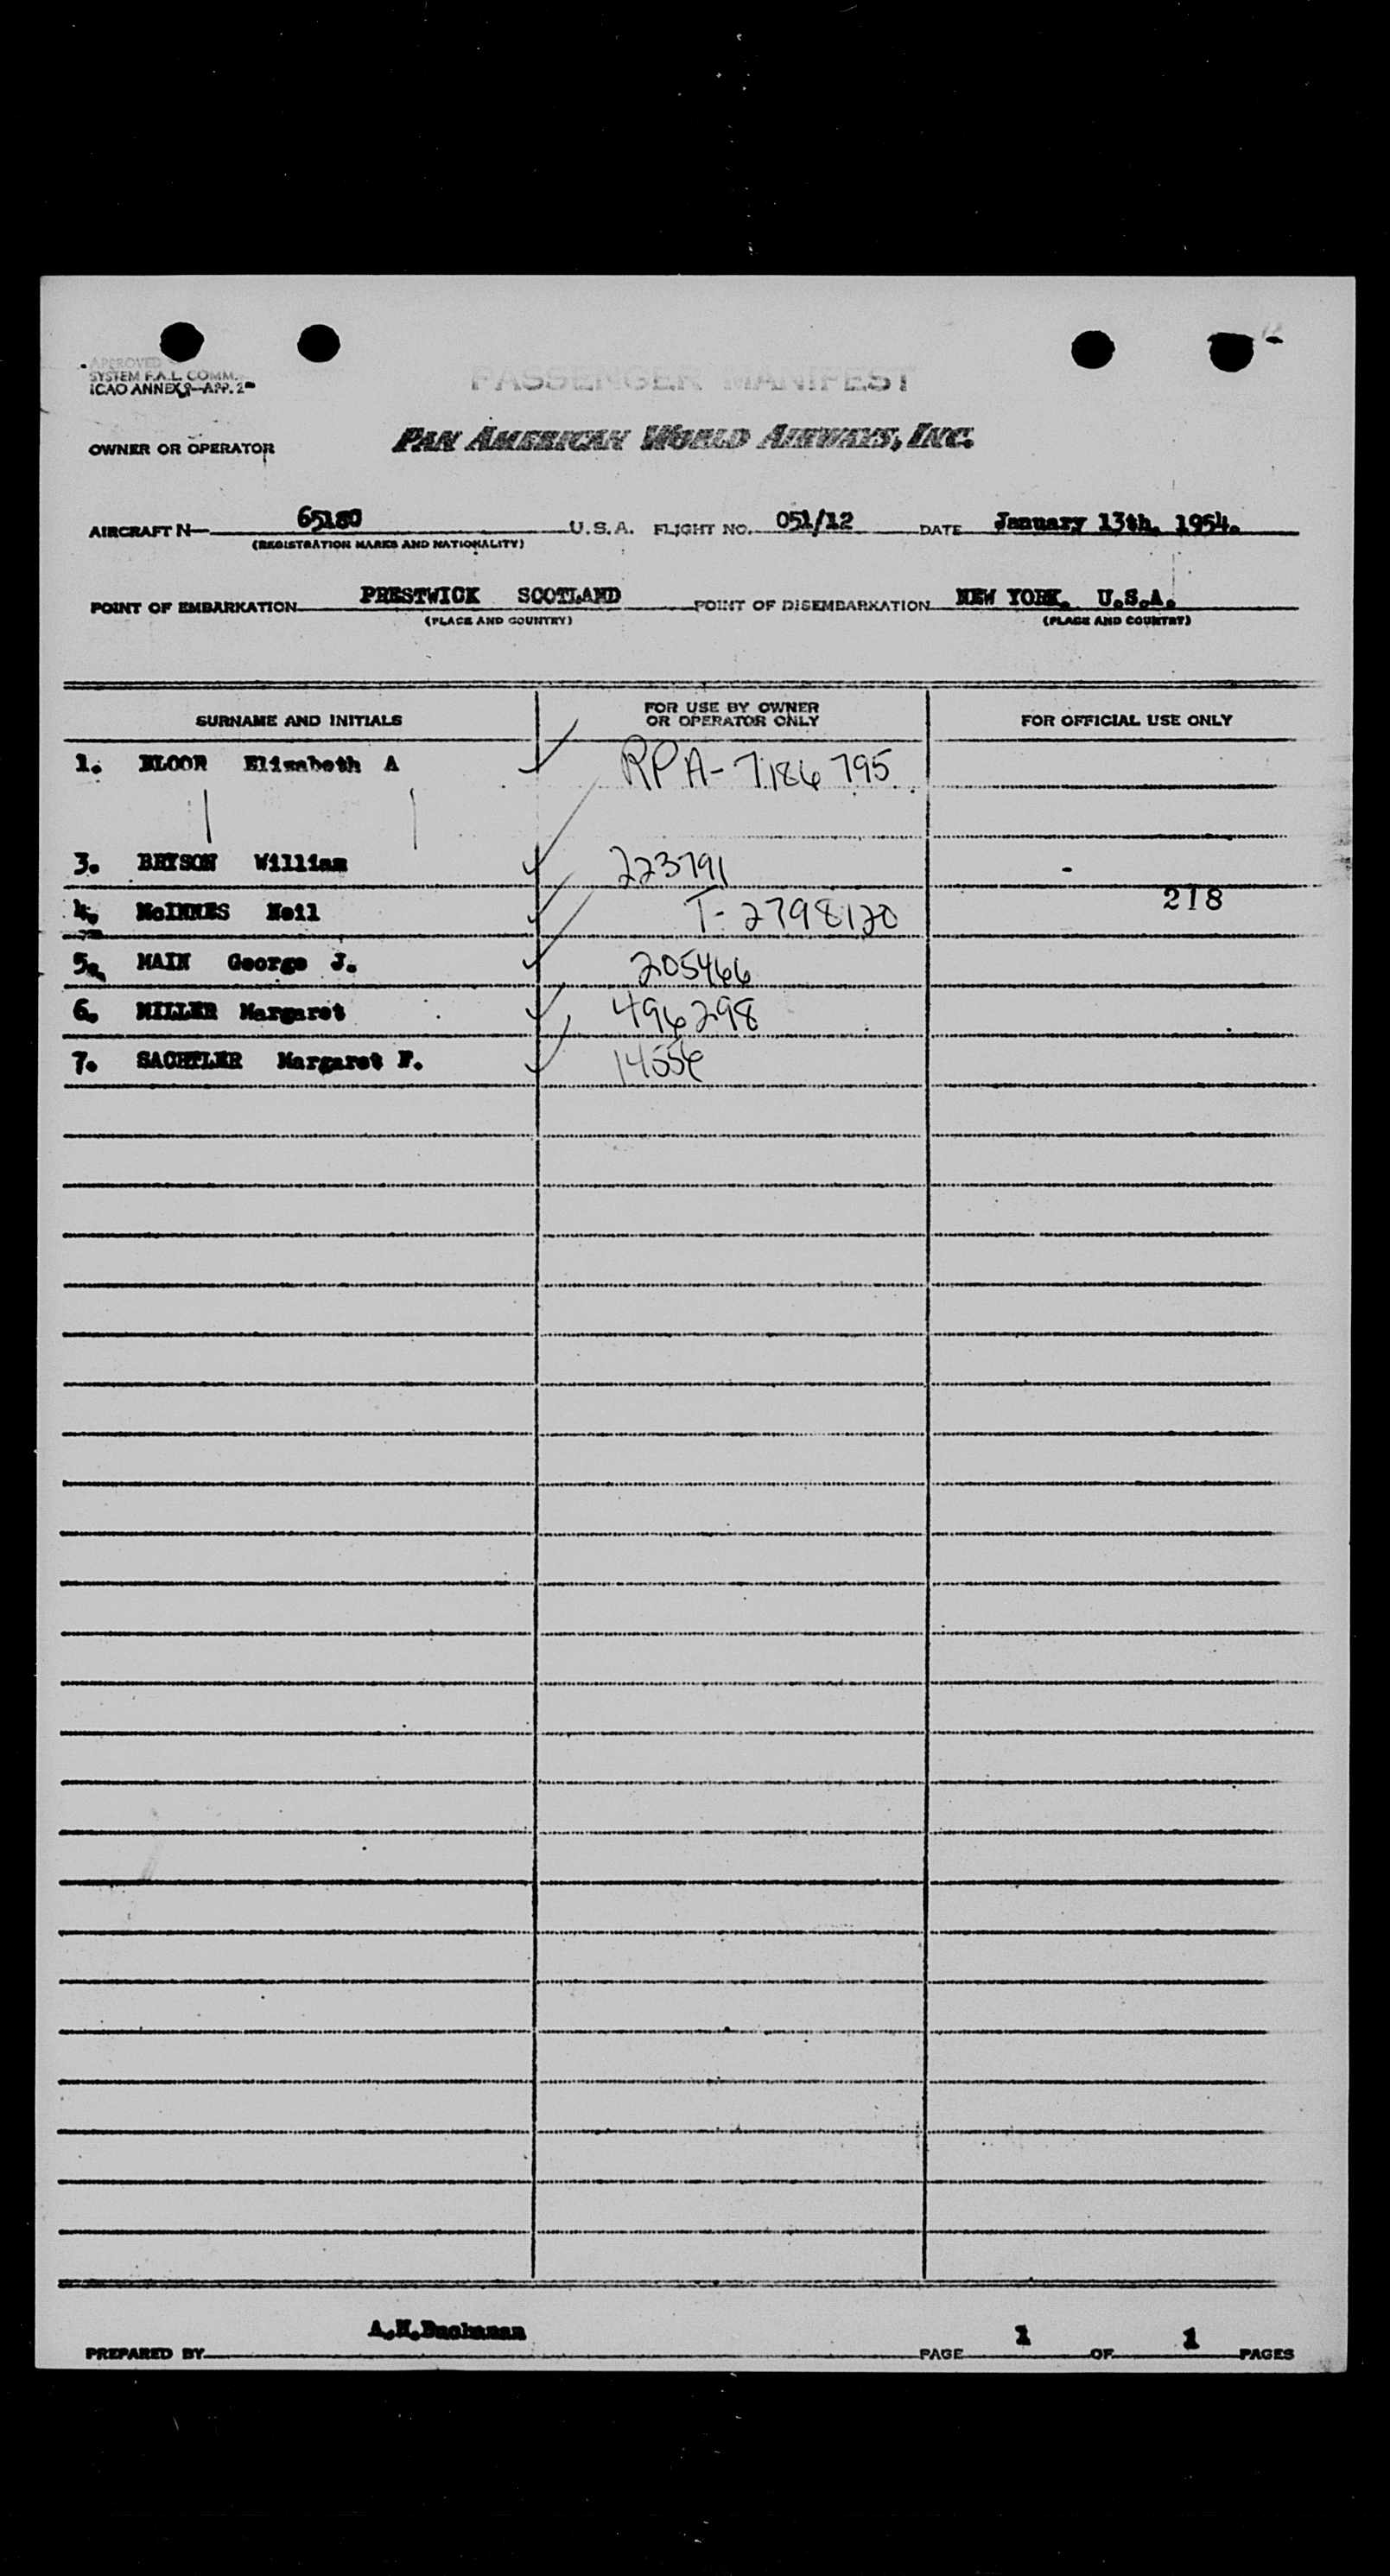 APPROVED
SYSTEM F.A.L. COMM.
ICAO ANNEX 9—APP. 2
PASSENGER MANIFEST
OWNER OR OPERATOR PAN AMERICAN WORLD AIRWAYS, INC.
AIRCRAFT N 65180 U.S.A. FLIGHT NO. 051/12 DATE January 13th, 1954.
(REGISTRATION MARKS AND NATIONALITY)
POINT OF EMBARKATION PRESTWICK SCOTLAND POINT OF DISEMBARKATION NEW YORK. U.S.A.
(PLACE AND COUNTRY) (PLACE AND COUNTRY)
SURNAME AND INITIALS FOR USE BY OWNER OR OPERATOR ONLY FOR OFFICIAL USE ONLY
1. BLOOR Elizabeth A RPA-7186795
3. BRYSON William 223791
4. McINNES Neil T-2798120 218
5. MAIN George J. 205466
6. MILLER Margaret 496298
7. Margaret F. 14556
PREPARED BY A.H.Buchanan PAGE 1 OF 1 PAGES